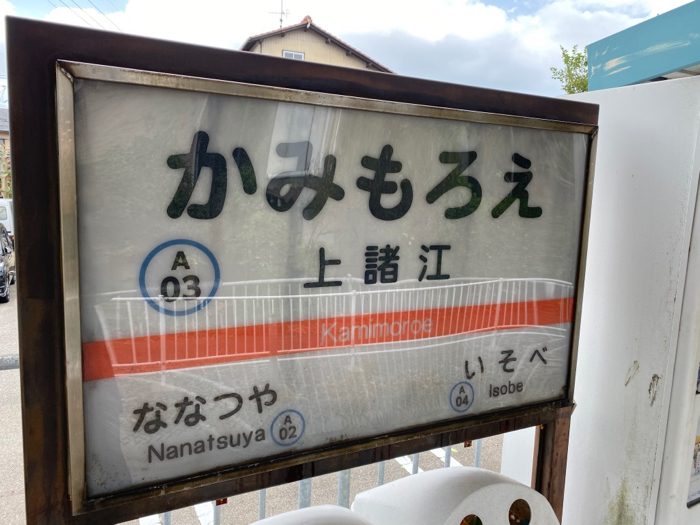 かみもろえ
A
03
上諸江
Kamimoroe
ななつや
Nanatsuya
A
02
いそべ
A
04
Isobe